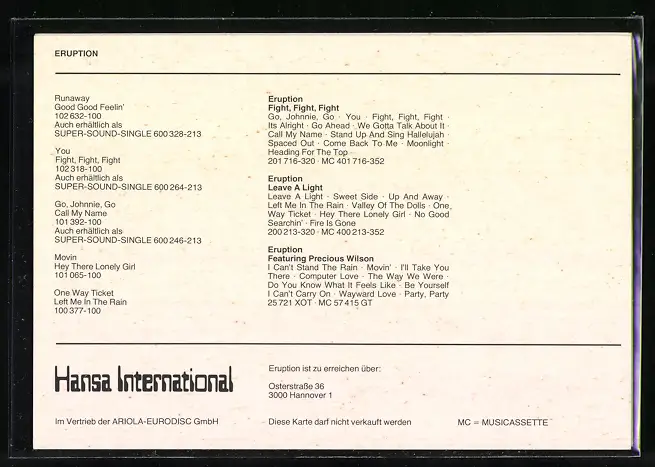 ERUPTION
Runaway
Good Good Feelin'
102 632-100
Auch erhältlich als
SUPER-SOUND-SINGLE 600 328-213
You
Fight, Fight, Fight
102 318-100
Auch erhältlich als
SUPER-SOUND-SINGLE 600 264-213
Go, Johnnie, Go
Call My Name
101 392-100
Auch erhältlich als
SUPER-SOUND-SINGLE 600 246-213
Movin
Hey There Lonely Girl
101 065-100
One Way Ticket
Left Me In The Rain
100 377-100
Eruption
Fight, Fight, Fight
Go, Johnnie, Go · You · Fight, Fight, Fight ·
Its Alright · Go Ahead · We Gotta Talk About It ·
Call My Name · Stand Up And Sing Hallelujah ·
Spaced Out · Come Back To Me · Moonlight ·
Heading For The Top
201 716-320 · MC 401 716-352
Eruption
Leave A Light
Leave A Light · Sweet Side · Up And Away ·
Left Me In The Rain · Valley Of The Dolls · One
Way Ticket · Hey There Lonely Girl · No Good
Searchin' · Fire Is Gone
200 213-320 · MC 400 213-352
Eruption
Featuring Precious Wilson
I Can't Stand The Rain · Movin' · I'll Take You
There · Computer Love · The Way We Were ·
Do You Know What It Feels Like · Be Yourself
I Can't Carry On · Wayward Love · Party, Party
25 721 XOT · MC 57 415 GT
Hansa International
Im Vertrieb der ARIOLA-EURODISC GmbH
Eruption ist zu erreichen über:
Osterstraße 36
3000 Hannover 1
Diese Karte darf nicht verkauft werden
MC = MUSICASSETTE